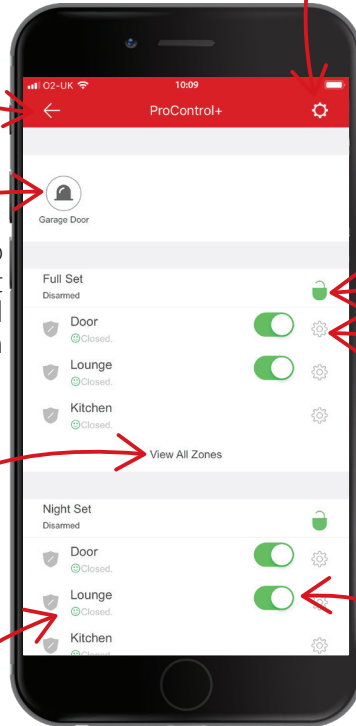 O2-UK 10:09
ProControl+
Garage Door
Full Set
Disarmed
Door
Closed.
Lounge
Closed.
Kitchen
Closed.
View All Zones
Night Set
Disarmed
Door
Closed.
Lounge
Closed.
Kitchen
Closed.